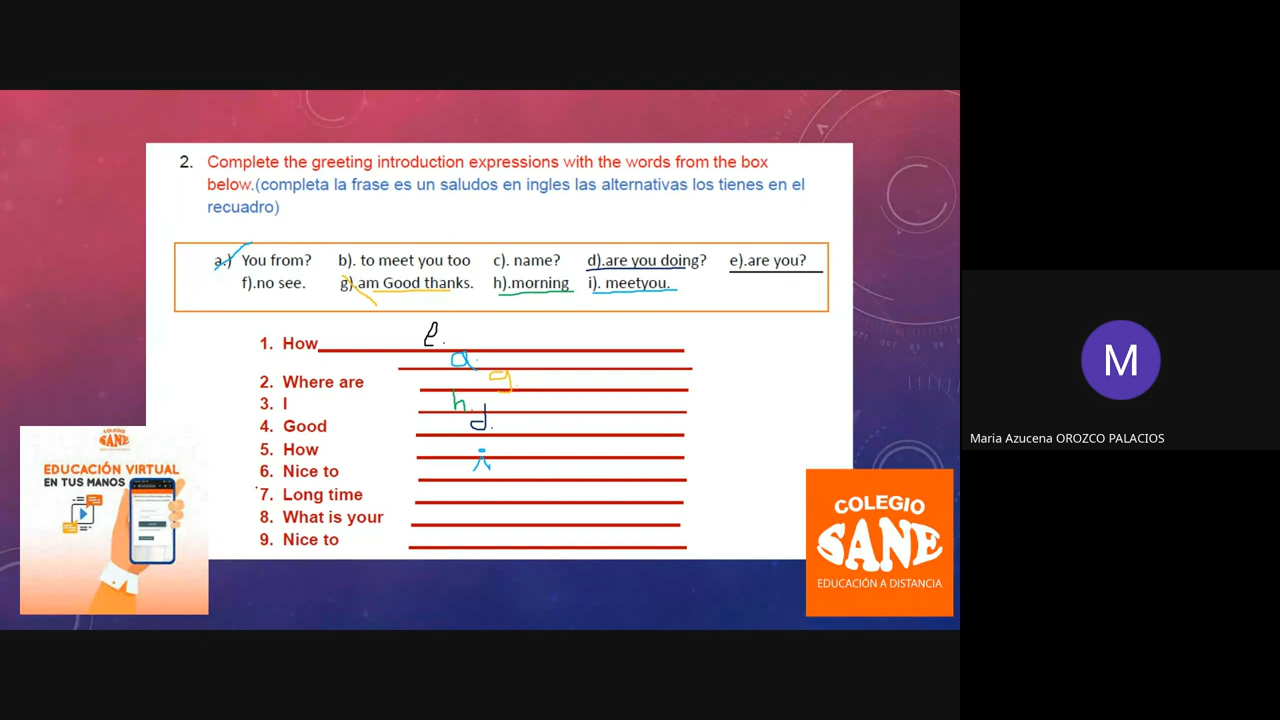 2. Complete the greeting introduction expressions with the words from the box
below.(completa la frase es un saludos en ingles las alternativas los tienes en el
recuadro)
a.) You from? b). to meet you too c). name? d).are you doing? e).are you?
f).no see. g).am Good thanks. h).morning i). meetyou.
1. How e.
a.
2. Where are g.
3. I h.
4. Good d.
5. How
6. Nice to i
7. Long time
8. What is your
9. Nice to
COLEGIO
SANE
EDUCACIÓN VIRTUAL
EN TUS MANOS
COLEGIO
SANE
EDUCACIÓN A DISTANCIA
M
Maria Azucena OROZCO PALACIOS